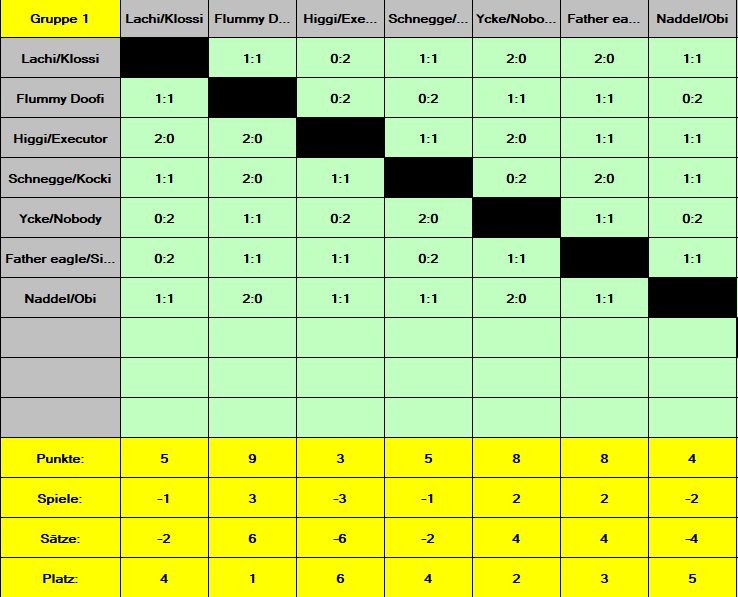 Gruppe 1 Lachi/Klossi Flummy D... Higgi/Exe... Schnegge/... Ycke/Nobo... Father ea... Naddel/Obi
Lachi/Klossi 1:1 0:2 1:1 2:0 2:0 1:1
Flummy Doofi 1:1 0:2 0:2 1:1 1:1 0:2
Higgi/Executor 2:0 2:0 1:1 2:0 1:1 1:1
Schnegge/Kocki 1:1 2:0 1:1 0:2 2:0 1:1
Ycke/Nobody 0:2 1:1 0:2 2:0 1:1 0:2
Father eagle/Si... 0:2 1:1 1:1 0:2 1:1 1:1
Naddel/Obi 1:1 2:0 1:1 1:1 2:0 1:1
Punkte: 5 9 3 5 8 8 4
Spiele: -1 3 -3 -1 2 2 -2
Sätze: -2 6 -6 -2 4 4 -4
Platz: 4 1 6 4 2 3 5